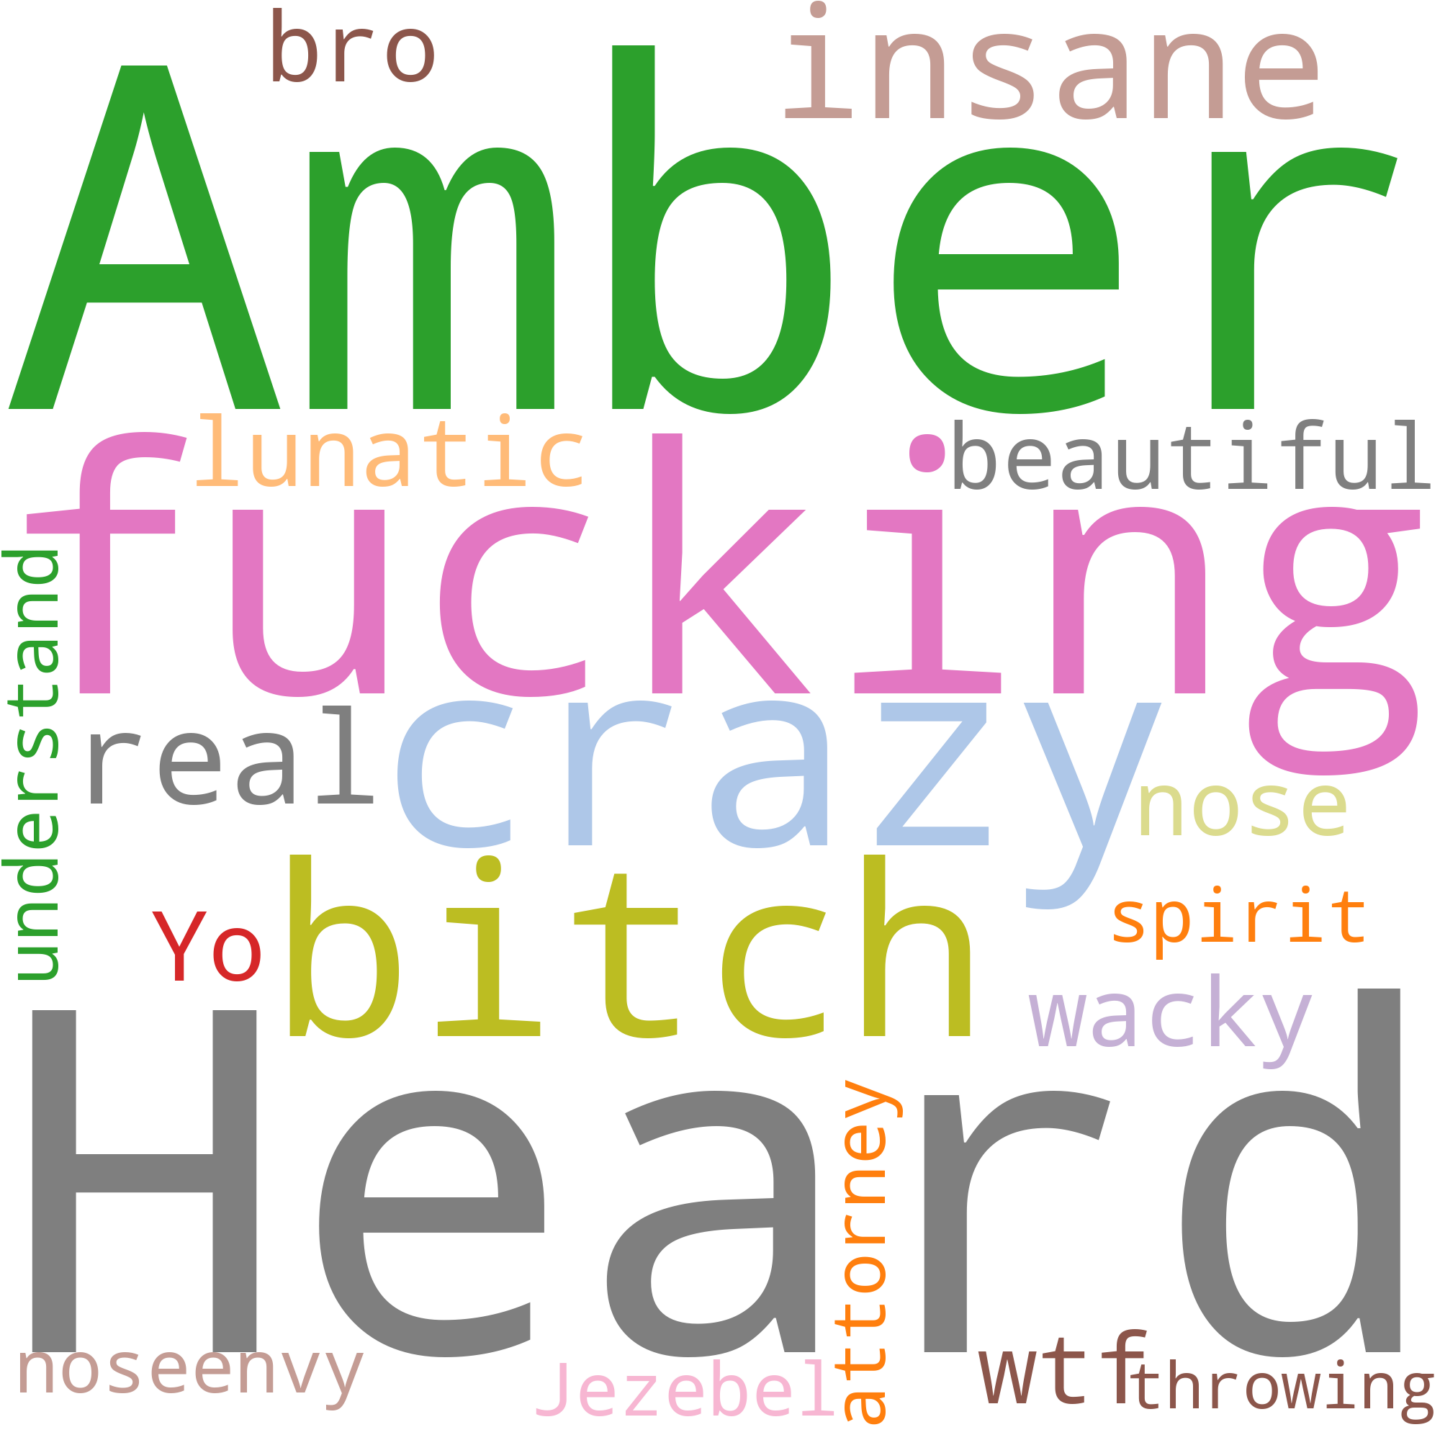 bro
insane
Amber
lunatic
beautiful
fucking
understand
real
crazy
nose
bitch
Yo
spirit
wacky
Heard
attorney
noseenvy
Jezebel
wtf
throwing